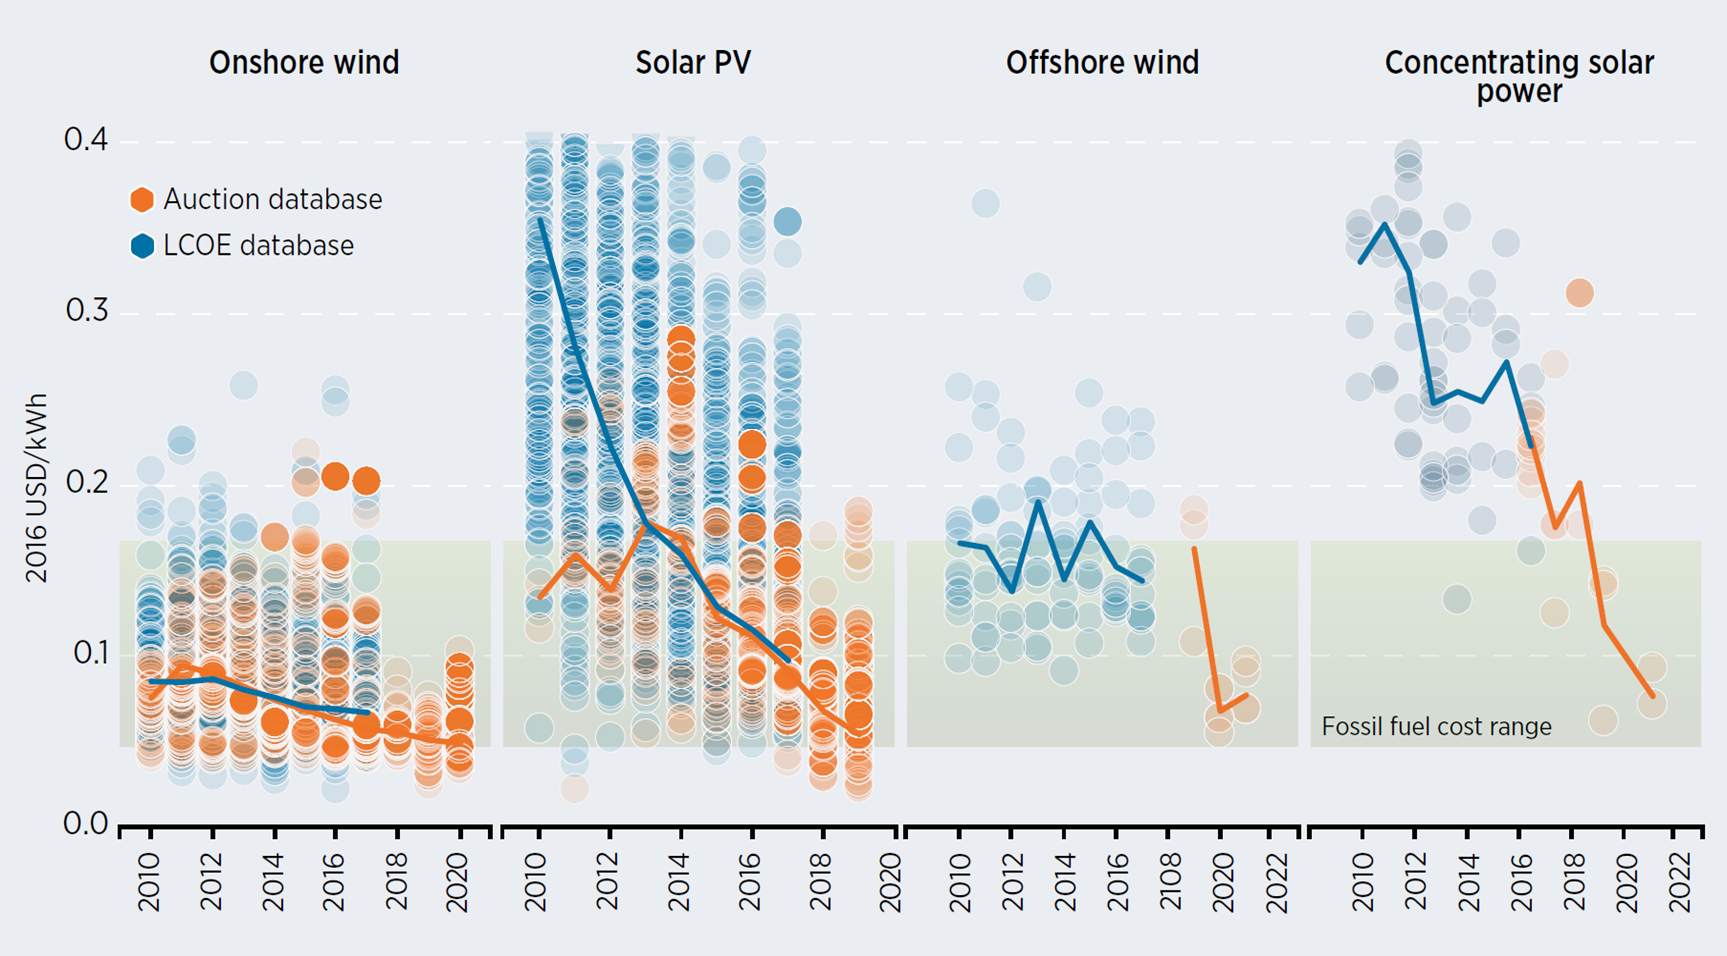 Onshore wind
Solar PV
Offshore wind
Concentrating solar
power
2016 USD/kWh
0.4
0.3
0.2
0.1
0.0
Auction database
LCOE database
Fossil fuel cost range
2010 2012 2014 2016 2018 2020
2010 2012 2014 2016 2018 2020
2010 2012 2014 2016 2108 2020 2022
2010 2012 2014 2016 2018 2020 2022